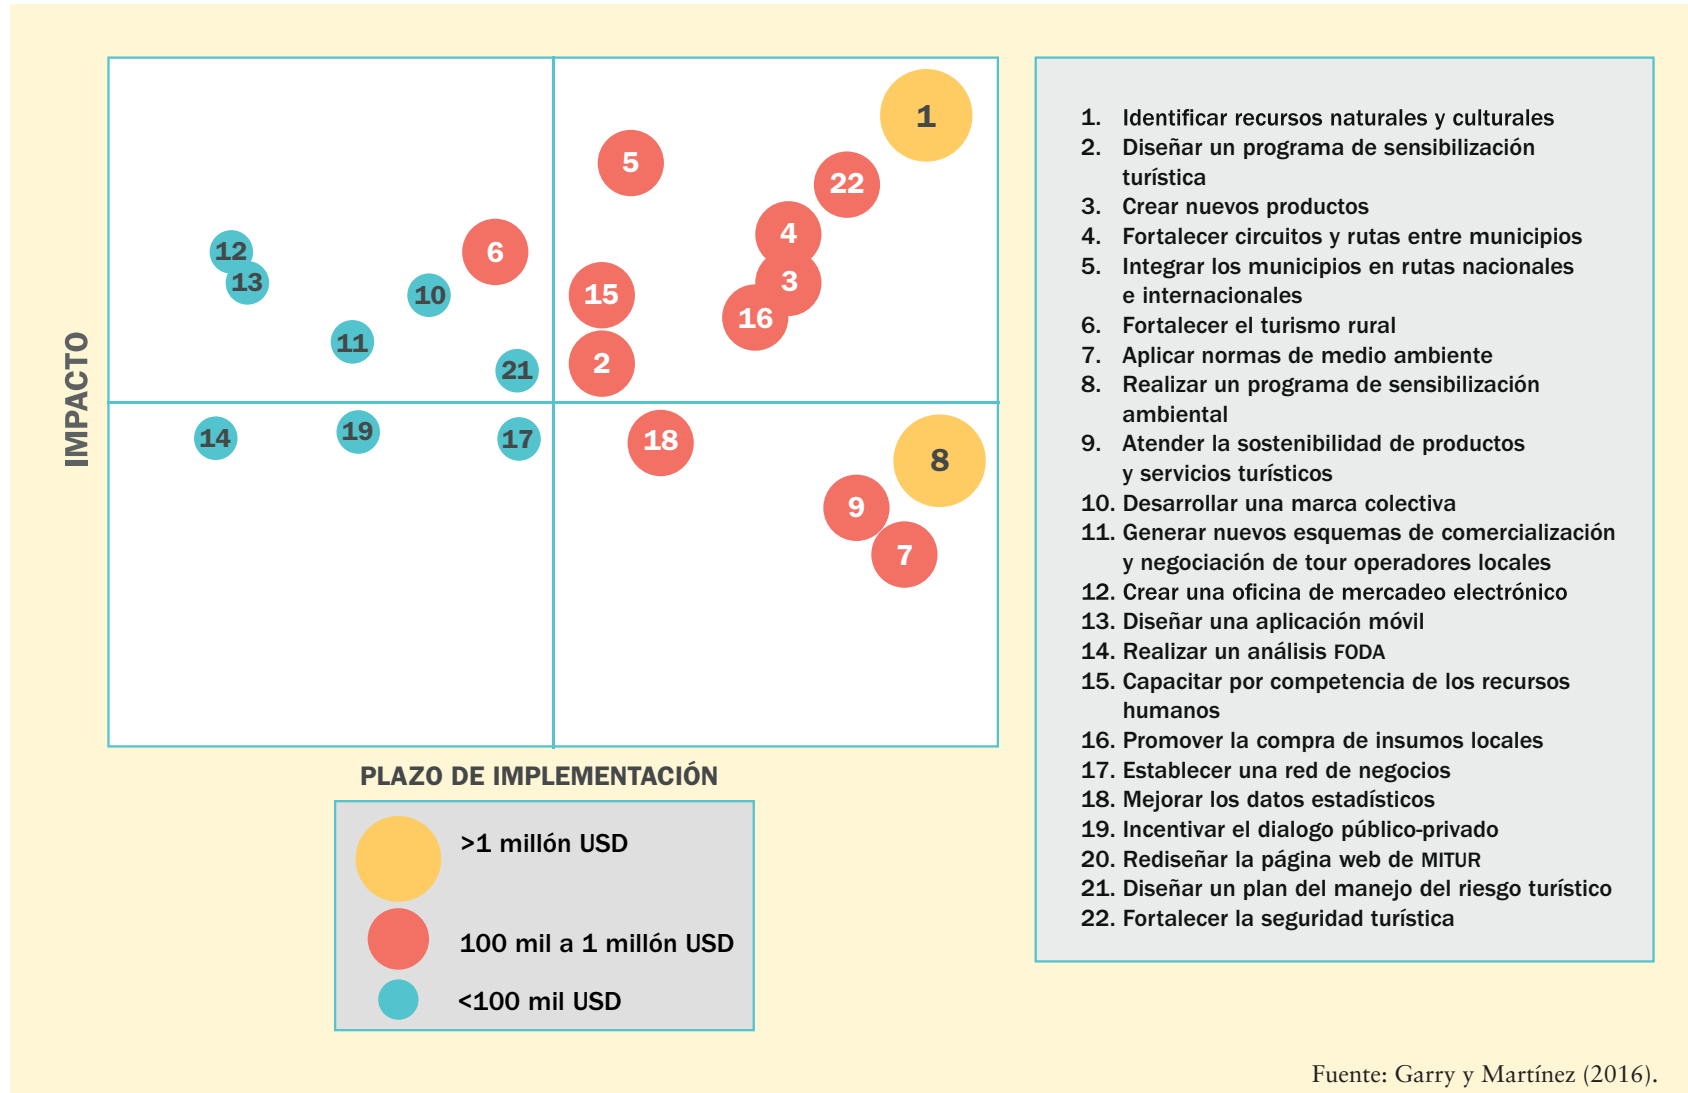 IMPACTO
1
5
22
4
12
6
13
3
10
15
16
11
2
21
14
19
17
18
8
9
7
PLAZO DE IMPLEMENTACIÓN
>1 millón USD
100 mil a 1 millón USD
<100 mil USD
1. Identificar recursos naturales y culturales
2. Diseñar un programa de sensibilización
turística
3. Crear nuevos productos
4. Fortalecer circuitos y rutas entre municipios
5. Integrar los municipios en rutas nacionales
e internacionales
6. Fortalecer el turismo rural
7. Aplicar normas de medio ambiente
8. Realizar un programa de sensibilización
ambiental
9. Atender la sostenibilidad de productos
y servicios turísticos
10. Desarrollar una marca colectiva
11. Generar nuevos esquemas de comercialización
y negociación de tour operadores locales
12. Crear una oficina de mercadeo electrónico
13. Diseñar una aplicación móvil
14. Realizar un análisis FODA
15. Capacitar por competencia de los recursos
humanos
16. Promover la compra de insumos locales
17. Establecer una red de negocios
18. Mejorar los datos estadísticos
19. Incentivar el dialogo público-privado
20. Rediseñar la página web de MITUR
21. Diseñar un plan del manejo del riesgo turístico
22. Fortalecer la seguridad turística
Fuente: Garry y Martínez (2016).